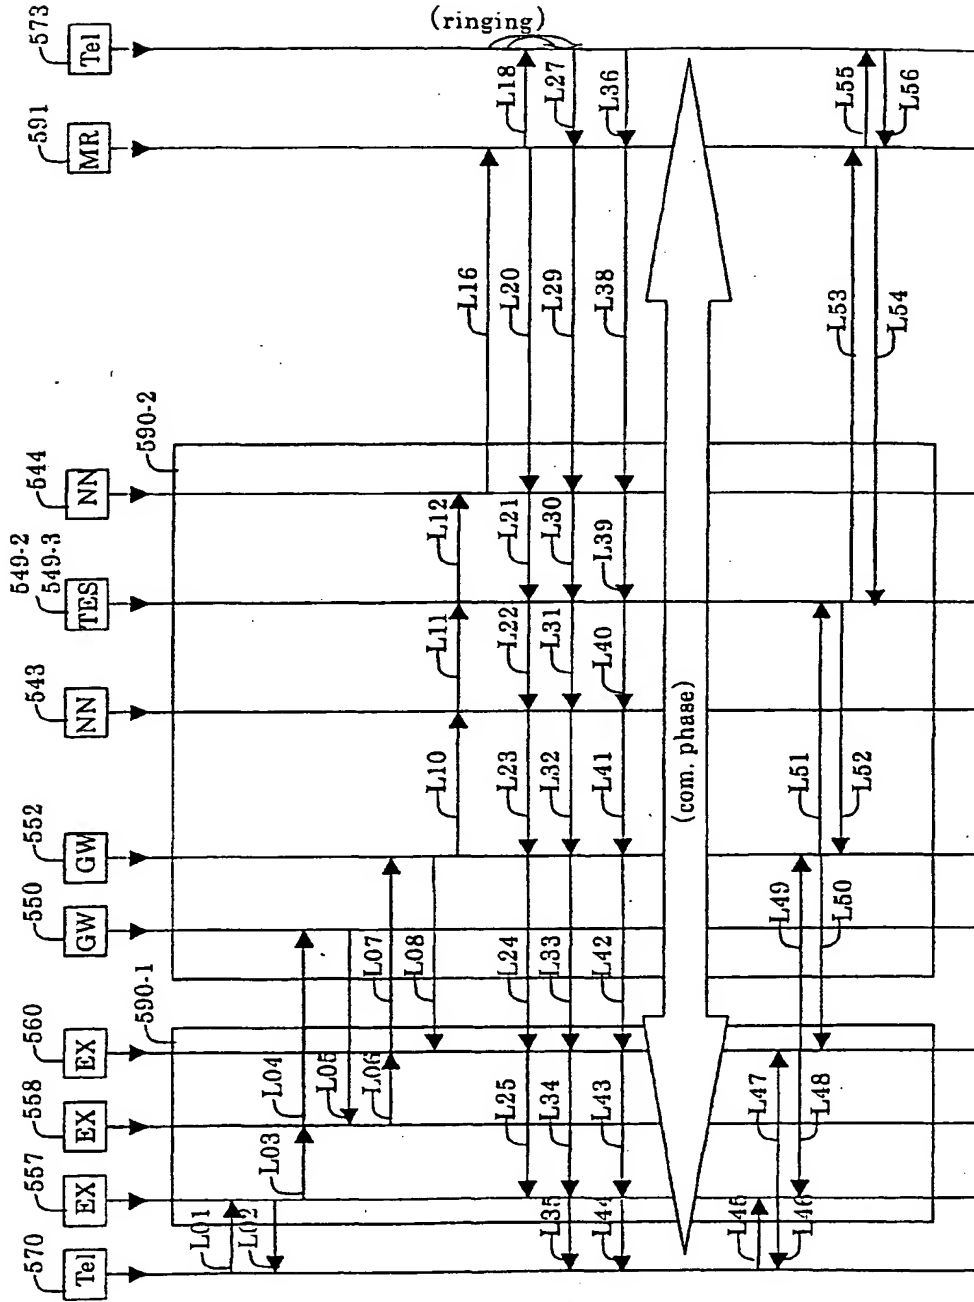 570
Tel
557
EX
558
EX
560
EX
590-1
550
GW
552
GW
543
NN
549-2
549-3
TES
544
NN
590-2
591
MR
573
Tel
(ringing)
L01
L02
L03
L04
L05
L06
L07
L08
L10
L11
L12
L16
L18
L20
L21
L22
L23
L24
L25
L27
L29
L30
L31
L32
L33
L34
L35
L36
L38
L39
L40
L41
L42
L43
L44
(com. phase)
L45
L46
L47
L48
L49
L50
L51
L52
L53
L54
L55
L56